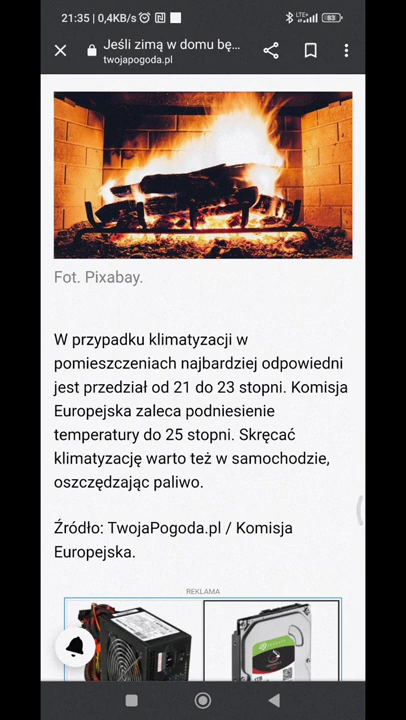 21:35 | 0,4KB/s
LTE+ 83
Jeśli zimą w domu bę...
twojapogoda.pl
Fot. Pixabay.
W przypadku klimatyzacji w
pomieszczeniach najbardziej odpowiedni
jest przedział od 21 do 23 stopni. Komisja
Europejska zaleca podniesienie
temperatury do 25 stopni. Skręcać
klimatyzację warto też w samochodzie,
oszczędzając paliwo.
Źródło: TwojaPogoda.pl / Komisja
Europejska.
REKLAMA